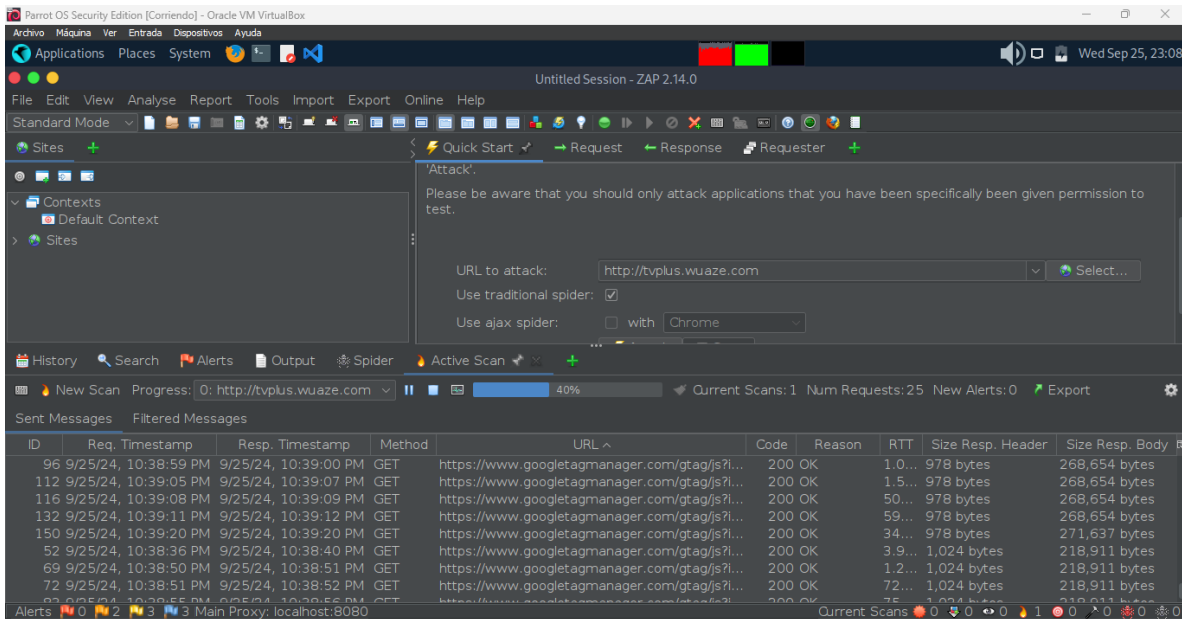 Parrot OS Security Edition [Corriendo] - Oracle VM VirtualBox
Archivo Máquina Ver Entrada Dispositivos Ayuda
Applications Places System Wed Sep 25, 23:08
Untitled Session - ZAP 2.14.0
File Edit View Analyse Report Tools Import Export Online Help
Standard Mode
Sites
Quick Start Request Response Requester
'Attack'.
Please be aware that you should only attack applications that you have been specifically been given permission to
test.
Contexts
Default Context
Sites
URL to attack: http://tvplus.wuaze.com Select...
Use traditional spider:
Use ajax spider: with Chrome
History Search Alerts Output Spider Active Scan
New Scan Progress: 0: http://tvplus.wuaze.com 40% Current Scans: 1 Num Requests: 25 New Alerts: 0 Export
Sent Messages Filtered Messages
ID Req. Timestamp Resp. Timestamp Method URL Code Reason RTT Size Resp. Header Size Resp. Body
96 9/25/24, 10:38:59 PM 9/25/24, 10:39:00 PM GET https://www.googletagmanager.com/gtag/js?i... 200 OK 1.0... 978 bytes 268,654 bytes
112 9/25/24, 10:39:05 PM 9/25/24, 10:39:07 PM GET https://www.googletagmanager.com/gtag/js?i... 200 OK 1.5... 978 bytes 268,654 bytes
116 9/25/24, 10:39:08 PM 9/25/24, 10:39:09 PM GET https://www.googletagmanager.com/gtag/js?i... 200 OK 50... 978 bytes 268,654 bytes
132 9/25/24, 10:39:11 PM 9/25/24, 10:39:12 PM GET https://www.googletagmanager.com/gtag/js?i... 200 OK 59... 978 bytes 268,654 bytes
150 9/25/24, 10:39:20 PM 9/25/24, 10:39:20 PM GET https://www.googletagmanager.com/gtag/js?i... 200 OK 34... 978 bytes 271,637 bytes
52 9/25/24, 10:38:36 PM 9/25/24, 10:38:40 PM GET https://www.googletagmanager.com/gtag/js?i... 200 OK 3.9... 1,024 bytes 218,911 bytes
69 9/25/24, 10:38:50 PM 9/25/24, 10:38:51 PM GET https://www.googletagmanager.com/gtag/js?i... 200 OK 1.2... 1,024 bytes 218,911 bytes
72 9/25/24, 10:38:51 PM 9/25/24, 10:38:52 PM GET https://www.googletagmanager.com/gtag/js?i... 200 OK 72... 1,024 bytes 218,911 bytes
Alerts 0 2 3 3 Main Proxy: localhost:8080 Current Scans 0 0 0 1 0 0 0 0